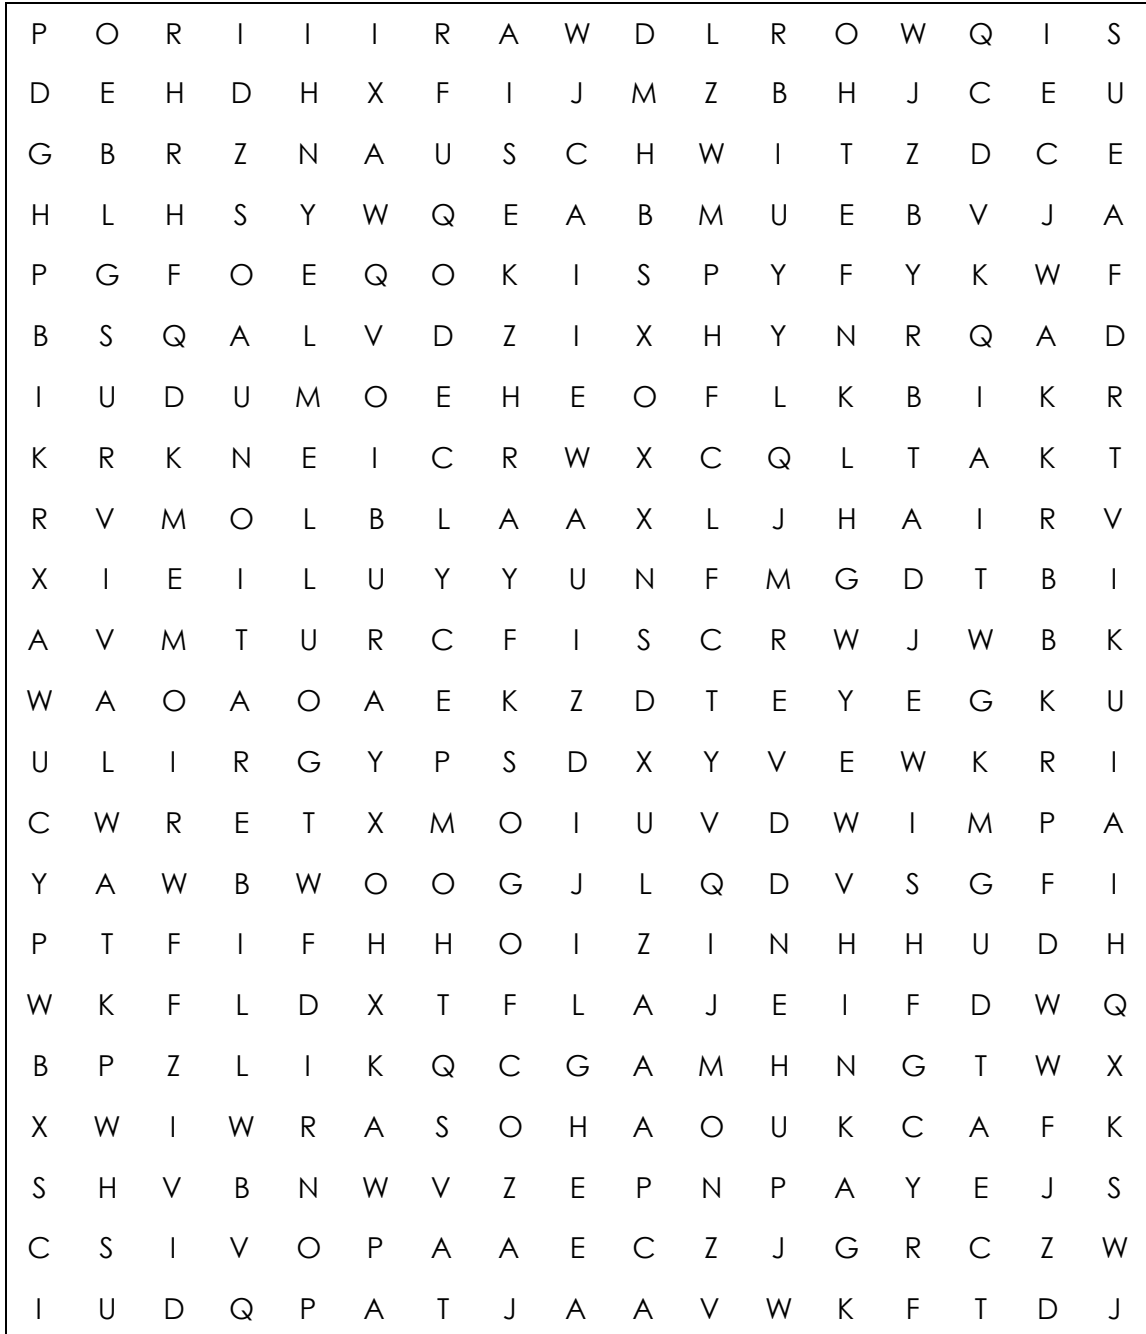 P O R I I I R A W D L R O W Q I S
D E H D H X F I J M Z B H J C E U
G B R Z N A U S C H W I T Z D C E
H L H S Y W Q E A B M U E B V J A
P G F O E Q O K I S P Y F Y K W F
B S Q A L V D Z I X H Y N R Q A D
I U D U M O E H E O F L K B I K R
K R K N E I C R W X C Q L T A K T
R V M O L B L A A X L J H A I R V
X I E I L U Y Y U N F M G D T B I
A V M T U R C F I S C R W J W B K
W A O A O A E K Z D T E Y E G K U
U L I R G Y P S D X Y V E W K R I
C W R E T X M O I U V D W I M P A
Y A W B W O O G J L Q D V S G F I
P T F I F H H O I Z I N H H U D H
W K F L D X T F L A J E I F D W Q
B P Z L I K Q C G A M H N G T W X
X W I W R A S O H A O U K C A F K
S H V B N W V Z E P N P A Y E J S
C S I V O P A A E C Z J G R C Z W
I U D Q P A T J A A V W K F T D J